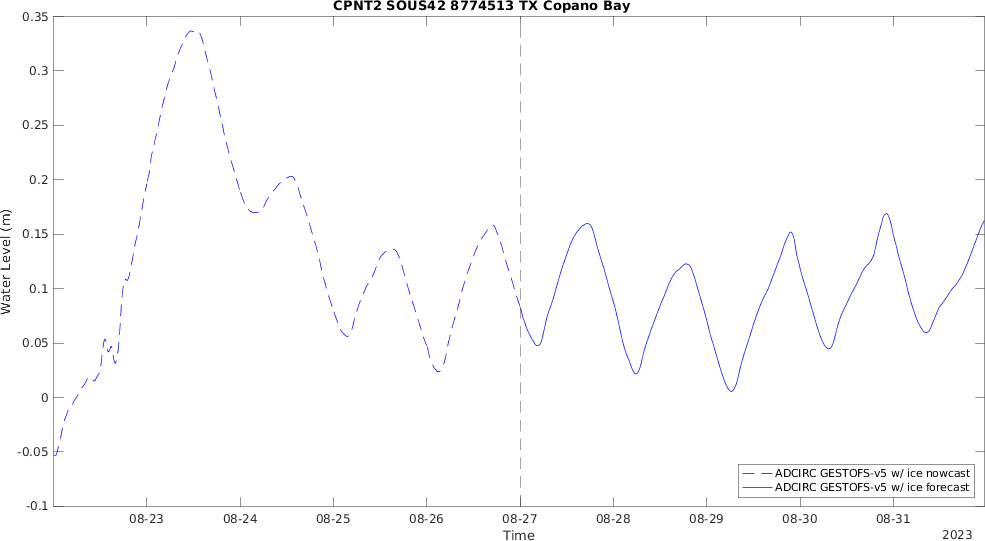 CPNT2 SOUS42 8774513 TX Copano Bay
0.35
0.3
0.25
0.2
0.15
0.1
0.05
0
-0.05
-0.1
Water Level (m)
ADCIRC GESTOFS-v5 w/ ice nowcast
ADCIRC GESTOFS-v5 w/ ice forecast
08-23 08-24 08-25 08-26 08-27 08-28 08-29 08-30 08-31
Time
2023